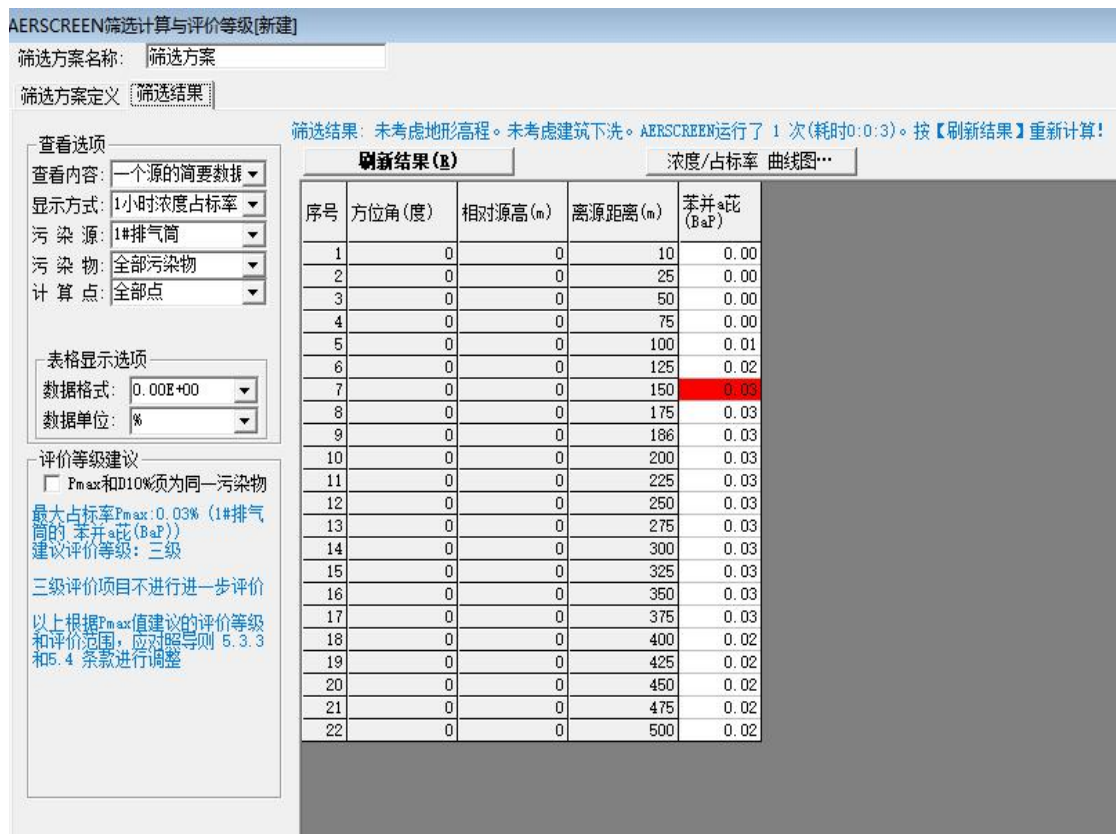 AERSCREEN筛选计算与评价等级[新建]
筛选方案名称: 筛选方案
筛选方案定义 筛选结果
筛选结果: 未考虑地形高程。未考虑建筑下洗。AERSCREEN运行了 1 次(耗时0:0:3)。按【刷新结果】重新计算!
刷新结果(R) 浓度/占标率 曲线图…
查看选项
查看内容: 一个源的简要数据
显示方式: 1小时浓度占标率
污 染 源: 1#排气筒
污 染 物: 全部污染物
计 算 点: 全部点
表格显示选项
数据格式: 0.00E+00
数据单位: %
评价等级建议
Pmax和D10%须为同一污染物
最大占标率Pmax:0.03% (1#排气
筒的 苯并a芘(BaP))
建议评价等级: 三级
三级评价项目不进行进一步评价
以上根据Pmax值建议的评价等级
和评价范围,应对照导则 5.3.3
和5.4 条款进行调整
序号 方位角(度) 相对源高(m) 离源距离(m) 苯并a芘
(BaP)
1 0 0 10 0.00
2 0 0 25 0.00
3 0 0 50 0.00
4 0 0 75 0.00
5 0 0 100 0.01
6 0 0 125 0.02
7 0 0 150 0.03
8 0 0 175 0.03
9 0 0 186 0.03
10 0 0 200 0.03
11 0 0 225 0.03
12 0 0 250 0.03
13 0 0 275 0.03
14 0 0 300 0.03
15 0 0 325 0.03
16 0 0 350 0.03
17 0 0 375 0.03
18 0 0 400 0.02
19 0 0 425 0.02
20 0 0 450 0.02
21 0 0 475 0.02
22 0 0 500 0.02